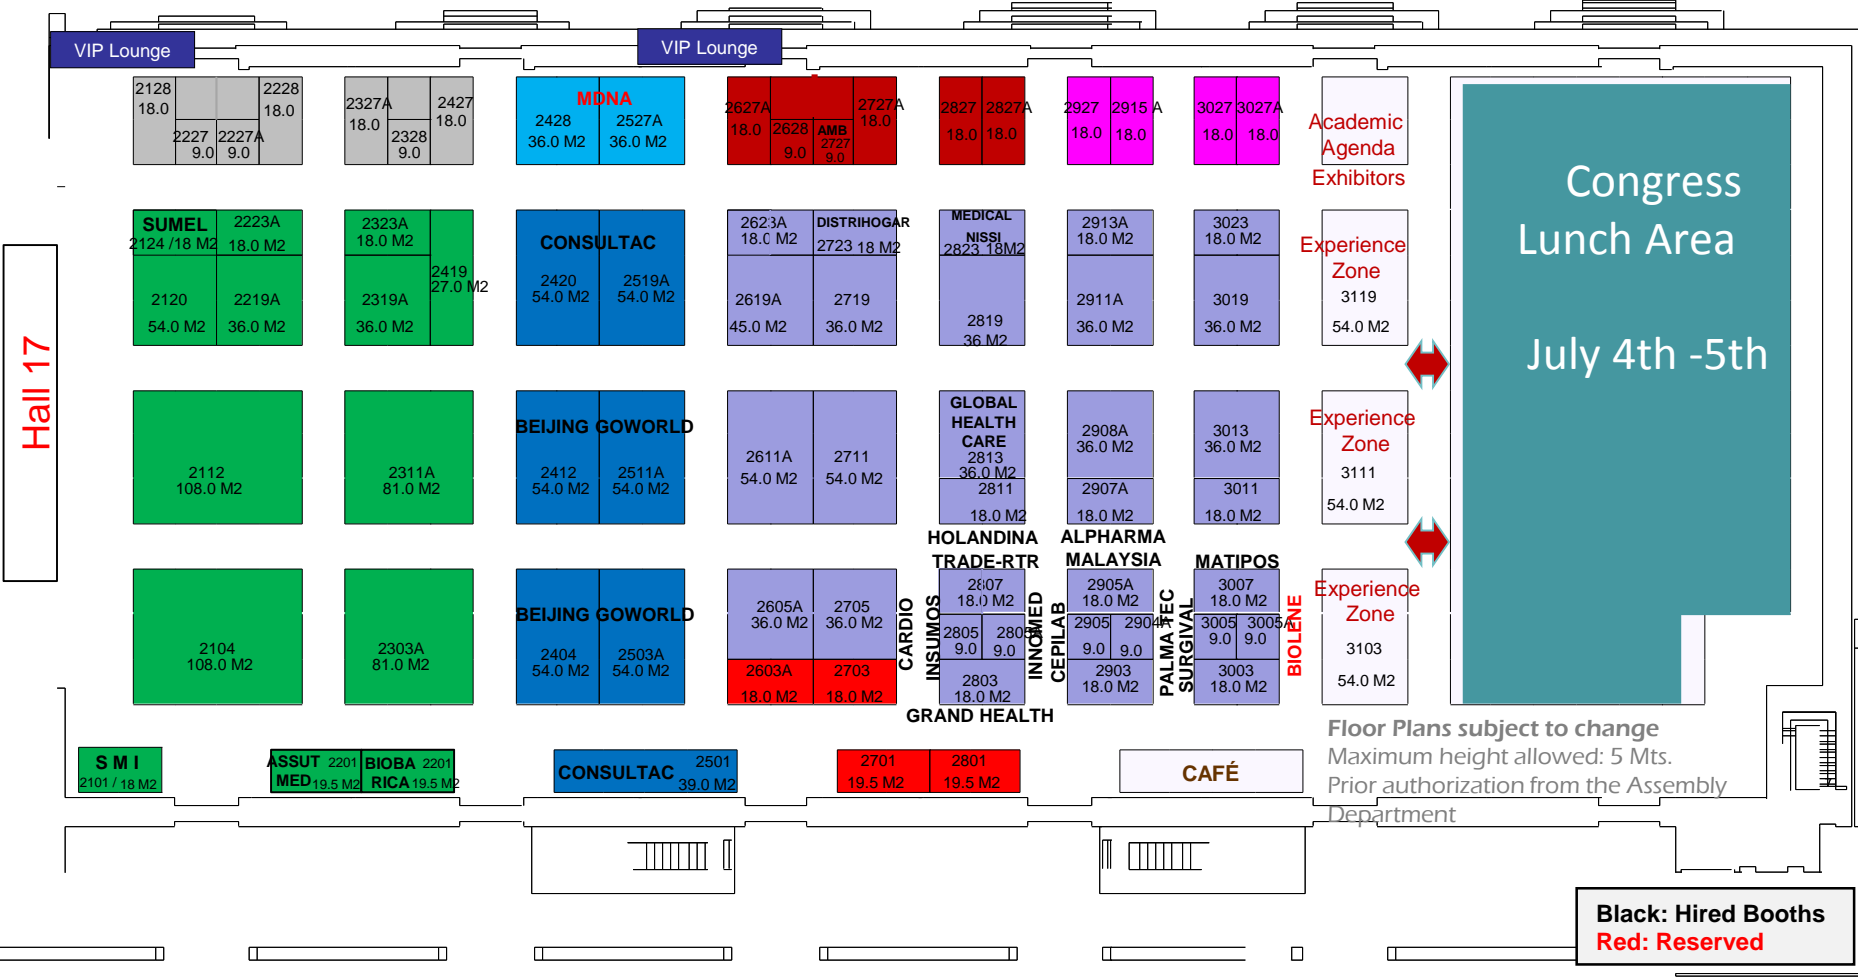 VIP Lounge
VIP Lounge
2128
18.0
2228
18.0
2227
9.0
2227A
9.0
2327A
18.0
2427
18.0
2328
9.0
MDNA
2428
36.0 M2
2527A
36.0 M2
2627A
18.0
2628
9.0
AMB
2727
9.0
2727A
18.0
2827
18.0
2827A
18.0
2927
18.0
2915 A
18.0
3027
18.0
3027A
18.0
Academic
Agenda
Exhibitors
Congress
Lunch Area
July 4th -5th
Hall 17
SUMEL
2124 /18 M2
2223A
18.0 M2
2120
54.0 M2
2219A
36.0 M2
2323A
18.0 M2
2419
27.0 M2
2319A
36.0 M2
CONSULTAC
2420
54.0 M2
2519A
54.0 M2
2623A
18.0 M2
DISTRIHOGAR
2723 18 M2
2619A
45.0 M2
2719
36.0 M2
MEDICAL
NISSI
2823 18M2
2819
36 M2
2913A
18.0 M2
2911A
36.0 M2
3023
18.0 M2
3019
36.0 M2
Experience
Zone
3119
54.0 M2
2112
108.0 M2
2311A
81.0 M2
BEIJING GOWORLD
2412
54.0 M2
2511A
54.0 M2
2611A
54.0 M2
2711
54.0 M2
GLOBAL
HEALTH
CARE
2813
36.0 M2
2811
18.0 M2
2908A
36.0 M2
2907A
18.0 M2
3013
36.0 M2
3011
18.0 M2
Experience
Zone
3111
54.0 M2
HOLANDINA
TRADE-RTR
ALPHARMA
MALAYSIA
MATIPOS
2104
108.0 M2
2303A
81.0 M2
BEIJING GOWORLD
2404
54.0 M2
2503A
54.0 M2
2605A
36.0 M2
2705
36.0 M2
2603A
18.0 M2
2703
18.0 M2
CARDIO
INSUMOS
2807
18.0 M2
2805
9.0
2805A
9.0
2803
18.0 M2
INNOMED
CEPILAB
2905A
18.0 M2
2905
9.0
2904A
9.0
2903
18.0 M2
PALMATEC
SURGIVAL
3007
18.0 M2
3005
9.0
3005A
9.0
3003
18.0 M2
BIOLENE
Experience
Zone
3103
54.0 M2
GRAND HEALTH
S M I
2101 / 18 M2
ASSUT 2201
MED 19.5 M2
BIOBA 2201
RICA 19.5 M2
CONSULTAC
2501
39.0 M2
2701
19.5 M2
2801
19.5 M2
CAFÉ
Floor Plans subject to change
Maximum height allowed: 5 Mts.
Prior authorization from the Assembly
Department
Black: Hired Booths
Red: Reserved